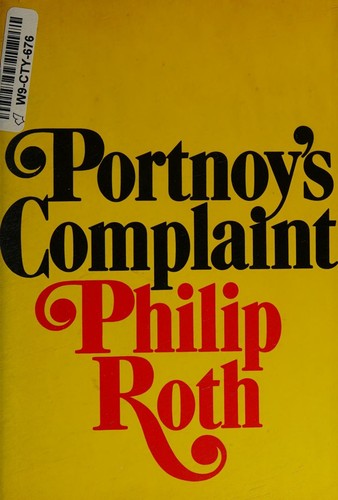 W9-CTY-676
Portnoy's
Complaint
Philip
Roth